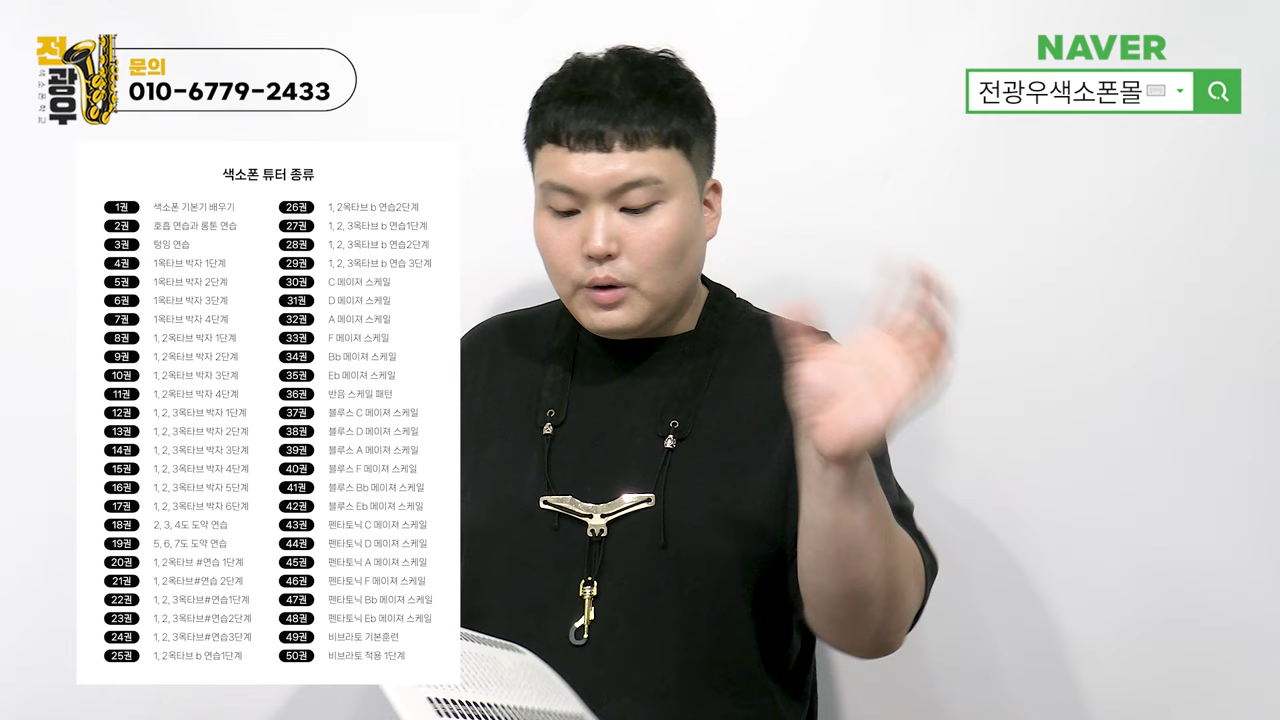 전광우
색소폰학교
문의
010-6779-2433
NAVER
전광우색소폰몰
색소폰 튜터 종류
1권 색소폰 기본기 배우기
2권 호흡 연습과 롱톤 연습
3권 텅잉 연습
4권 1옥타브 박자 1단계
5권 1옥타브 박자 2단계
6권 1옥타브 박자 3단계
7권 1옥타브 박자 4단계
8권 1, 2옥타브 박자 1단계
9권 1, 2옥타브 박자 2단계
10권 1, 2옥타브 박자 3단계
11권 1, 2옥타브 박자 4단계
12권 1, 2, 3옥타브 박자 1단계
13권 1, 2, 3옥타브 박자 2단계
14권 1, 2, 3옥타브 박자 3단계
15권 1, 2, 3옥타브 박자 4단계
16권 1, 2, 3옥타브 박자 5단계
17권 1, 2, 3옥타브 박자 6단계
18권 2, 3, 4도 도약 연습
19권 5, 6, 7도 도약 연습
20권 1, 2옥타브 #연습 1단계
21권 1, 2옥타브#연습 2단계
22권 1, 2, 3옥타브#연습1단계
23권 1, 2, 3옥타브#연습2단계
24권 1, 2, 3옥타브#연습3단계
25권 1, 2옥타브 b 연습1단계
26권 1, 2옥타브 b 연습2단계
27권 1, 2, 3옥타브 b 연습1단계
28권 1, 2, 3옥타브 b 연습2단계
29권 1, 2, 3옥타브 b 연습 3단계
30권 C 메이져 스케일
31권 D 메이져 스케일
32권 A 메이져 스케일
33권 F 메이져 스케일
34권 Bb 메이져 스케일
35권 Eb 메이져 스케일
36권 반음 스케일 패턴
37권 블루스 C 메이져 스케일
38권 블루스 D 메이져 스케일
39권 블루스 A 메이져 스케일
40권 블루스 F 메이져 스케일
41권 블루스 Bb 메이져 스케일
42권 블루스 Eb 메이져 스케일
43권 펜타토닉 C 메이져 스케일
44권 펜타토닉 D 메이져 스케일
45권 펜타토닉 A 메이져 스케일
46권 펜타토닉 F 메이져 스케일
47권 펜타토닉 Bb 메이져 스케일
48권 펜타토닉 Eb 메이져 스케일
49권 비브라토 기본훈련
50권 비브라토 적용 1단계